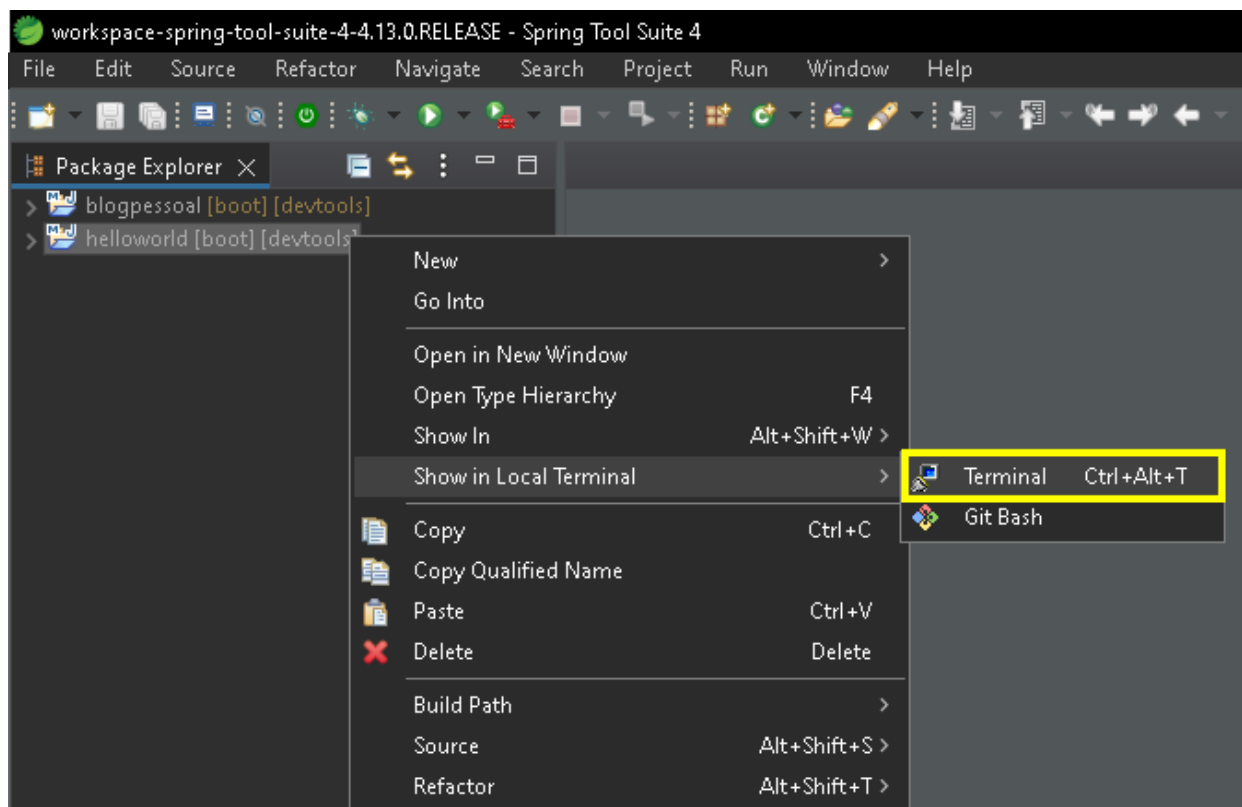 workspace-spring-tool-suite-4-4.13.0.RELEASE - Spring Tool Suite 4
File Edit Source Refactor Navigate Search Project Run Window Help
Package Explorer
blogpessoal [boot] [devtools]
helloworld [boot] [devtools]
New
Go Into
Open in New Window
Open Type Hierarchy F4
Show In Alt+Shift+W
Show in Local Terminal
Terminal Ctrl+Alt+T
Git Bash
Copy Ctrl+C
Copy Qualified Name
Paste Ctrl+V
Delete Delete
Build Path
Source Alt+Shift+S
Refactor Alt+Shift+T